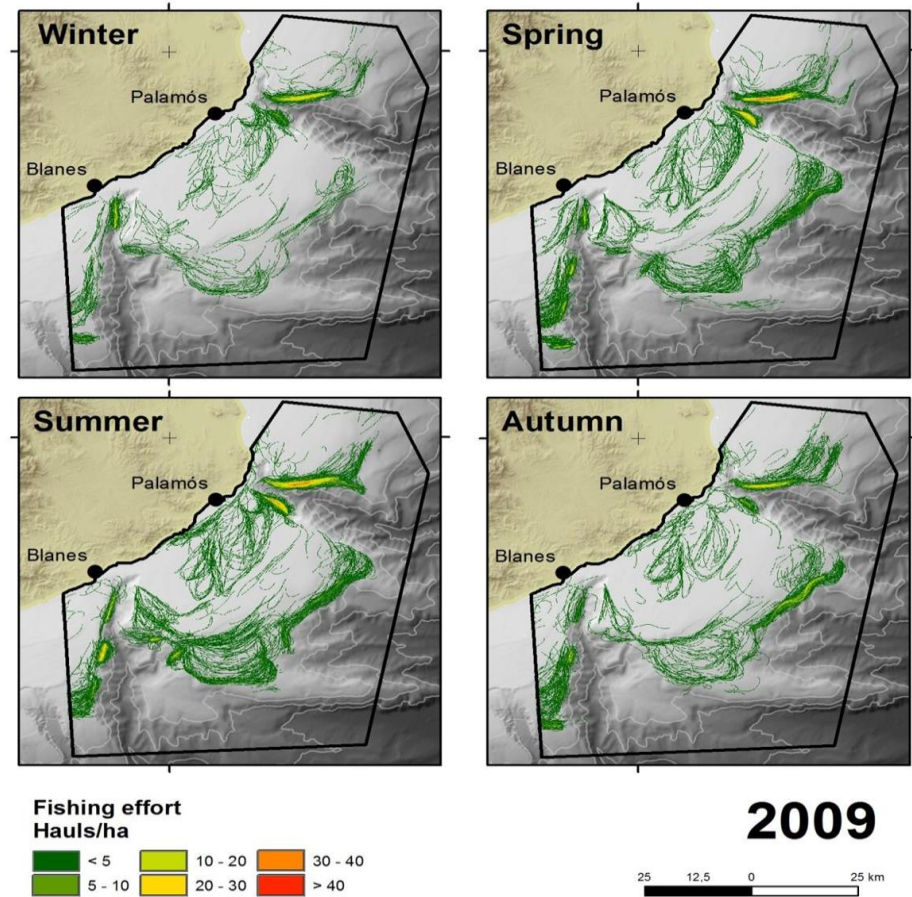 Winter
Palamós
Blanes
Spring
Palamós
Blanes
Summer
Palamós
Blanes
Autumn
Palamós
Blanes
Fishing effort
Hauls/ha
< 5
10 - 20
30 - 40
5 - 10
20 - 30
> 40
2009
25 12,5 0 25 km